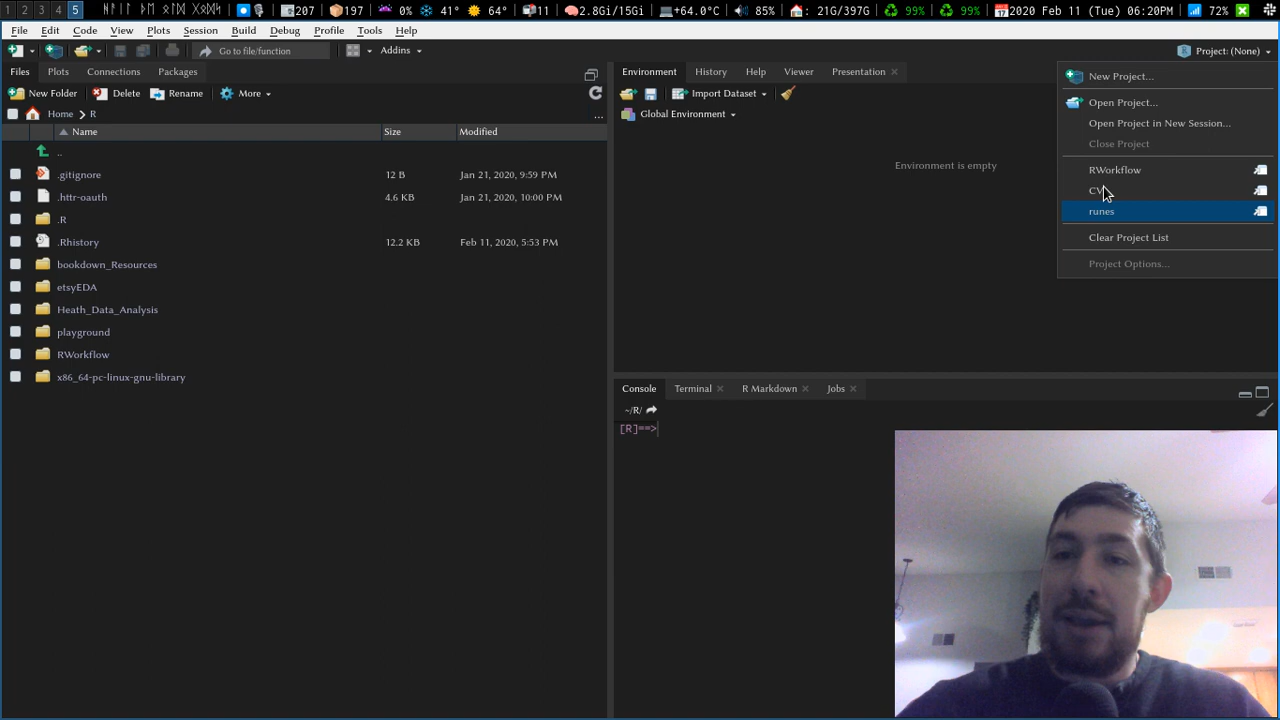 1 2 3 4 5 ᚺᚨᛁᛚ ᚦᛖ ᛟᛚᛞ ᚷᛟᛞᛋ 207 197 0% 41° 64° 11 2.8Gi/15Gi +64.0°C 85% : 21G/397G 99% 99% 2020 Feb 11 (Tue) 06:20PM 72%
File Edit Code View Plots Session Build Debug Profile Tools Help
Go to file/function Addins Project: (None)
Files Plots Connections Packages
New Folder Delete Rename More
Home R ...
Name Size Modified
..
.gitignore 12 B Jan 21, 2020, 9:59 PM
.httr-oauth 4.6 KB Jan 21, 2020, 10:00 PM
.R
.Rhistory 12.2 KB Feb 11, 2020, 5:53 PM
bookdown_Resources
etsyEDA
Heath_Data_Analysis
playground
RWorkflow
x86_64-pc-linux-gnu-library
Environment History Help Viewer Presentation
Import Dataset
Global Environment
Environment is empty
New Project...
Open Project...
Open Project in New Session...
Close Project
RWorkflow
CV
runes
Clear Project List
Project Options...
Console Terminal R Markdown Jobs
~/R/
[R]==>